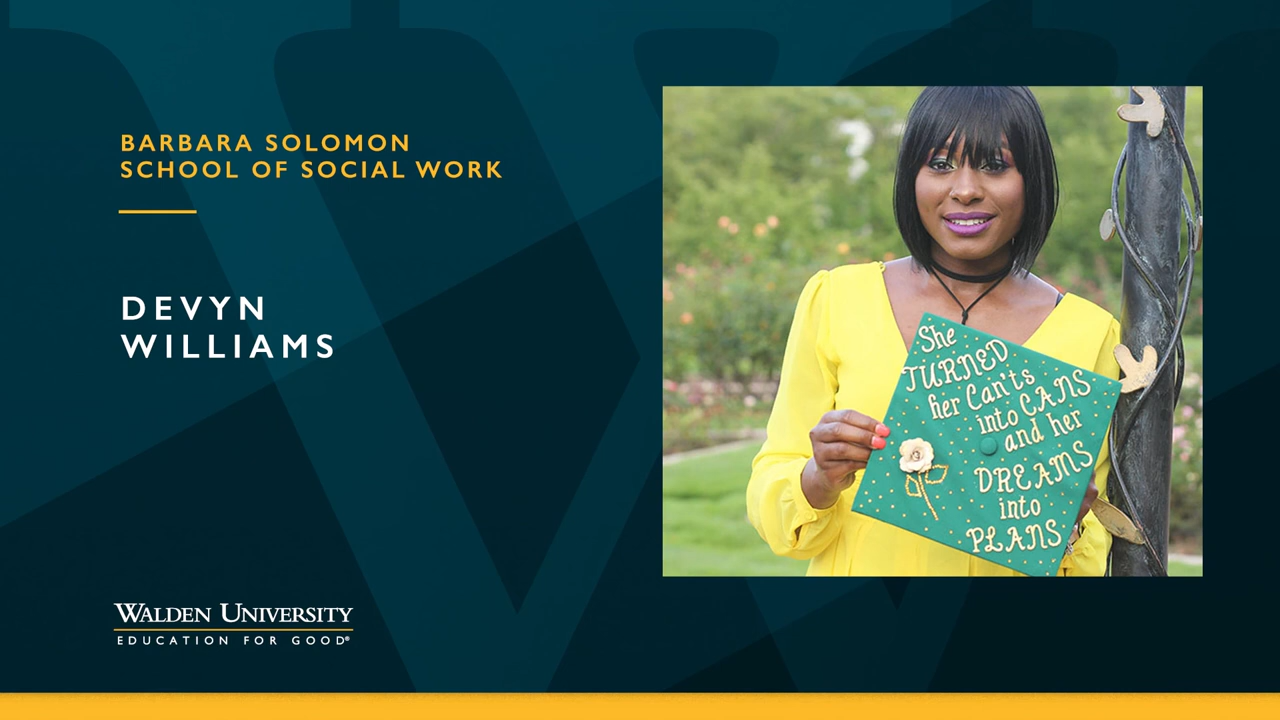 BARBARA SOLOMON
SCHOOL OF SOCIAL WORK
DEVYN
WILLIAMS
WALDEN UNIVERSITY
EDUCATION FOR GOOD®
She
TURNED
her Can'ts
into CANS
and her
DREAMS
into
PLANS